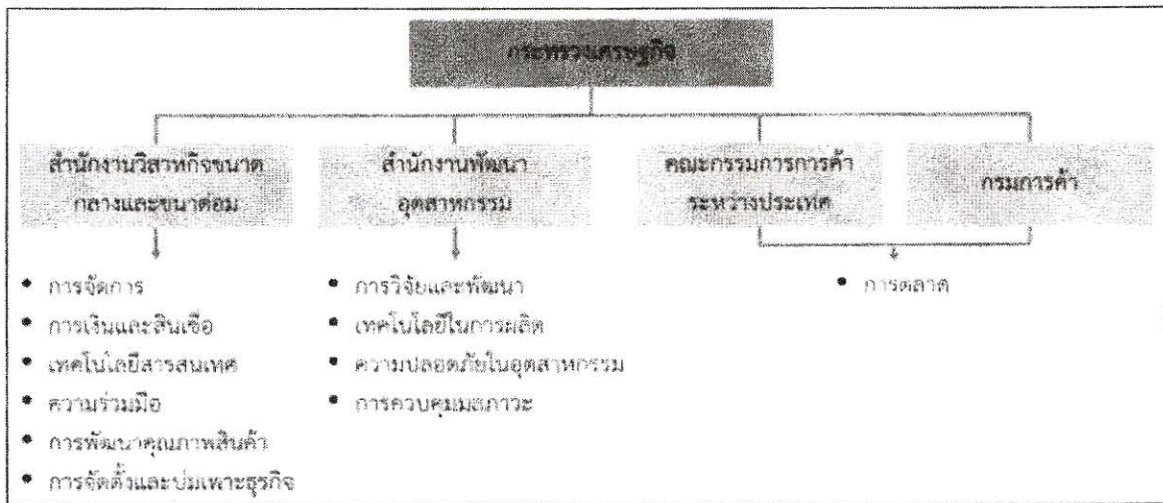 กระทรวงเศรษฐกิจ
สำนักงานวิสาหกิจขนาด
กลางและขนาดย่อม
สำนักงานพัฒนา
อุตสาหกรรม
คณะกรรมการการค้า
ระหว่างประเทศ
กรมการค้า
• การจัดการ
• การเงินและสินเชื่อ
• เทคโนโลยีสารสนเทศ
• ความร่วมมือ
• การพัฒนาคุณภาพสินค้า
• การจัดตั้งและบ่มเพาะธุรกิจ
• การวิจัยและพัฒนา
• เทคโนโลยีในการผลิต
• ความปลอดภัยในอุตสาหกรรม
• การควบคุมมลภาวะ
• การตลาด